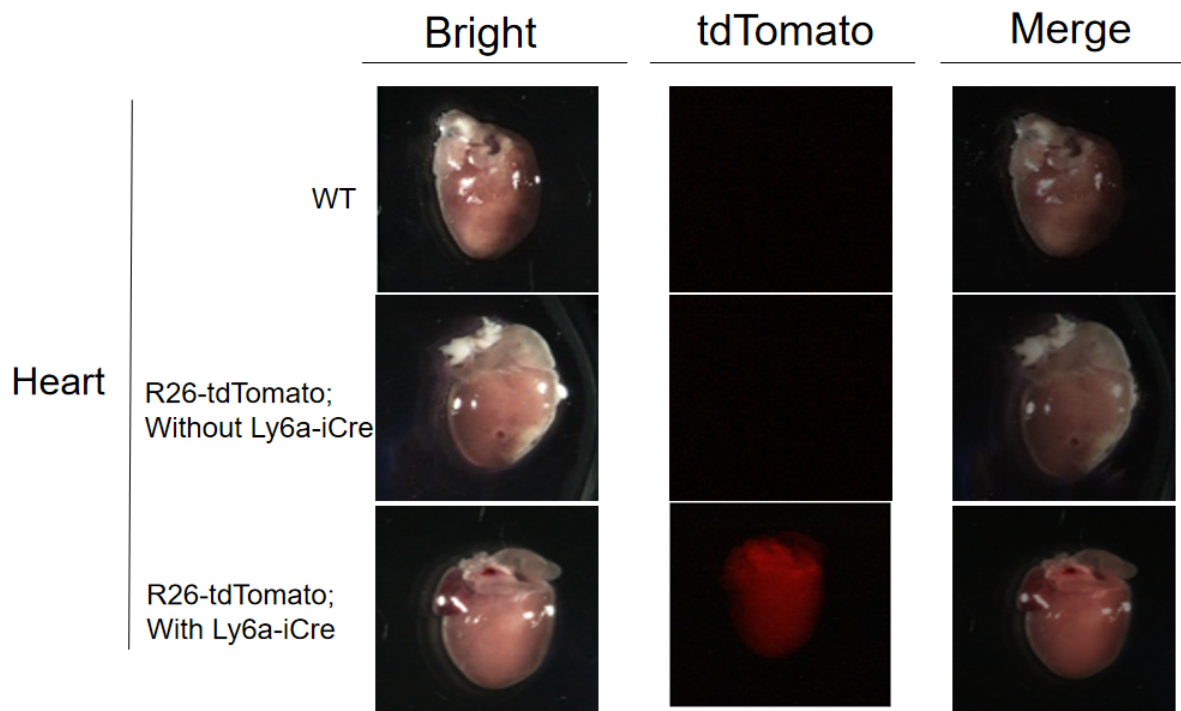 Bright
tdTomato
Merge
WT
Heart
R26-tdTomato;
Without Ly6a-iCre
R26-tdTomato;
With Ly6a-iCre